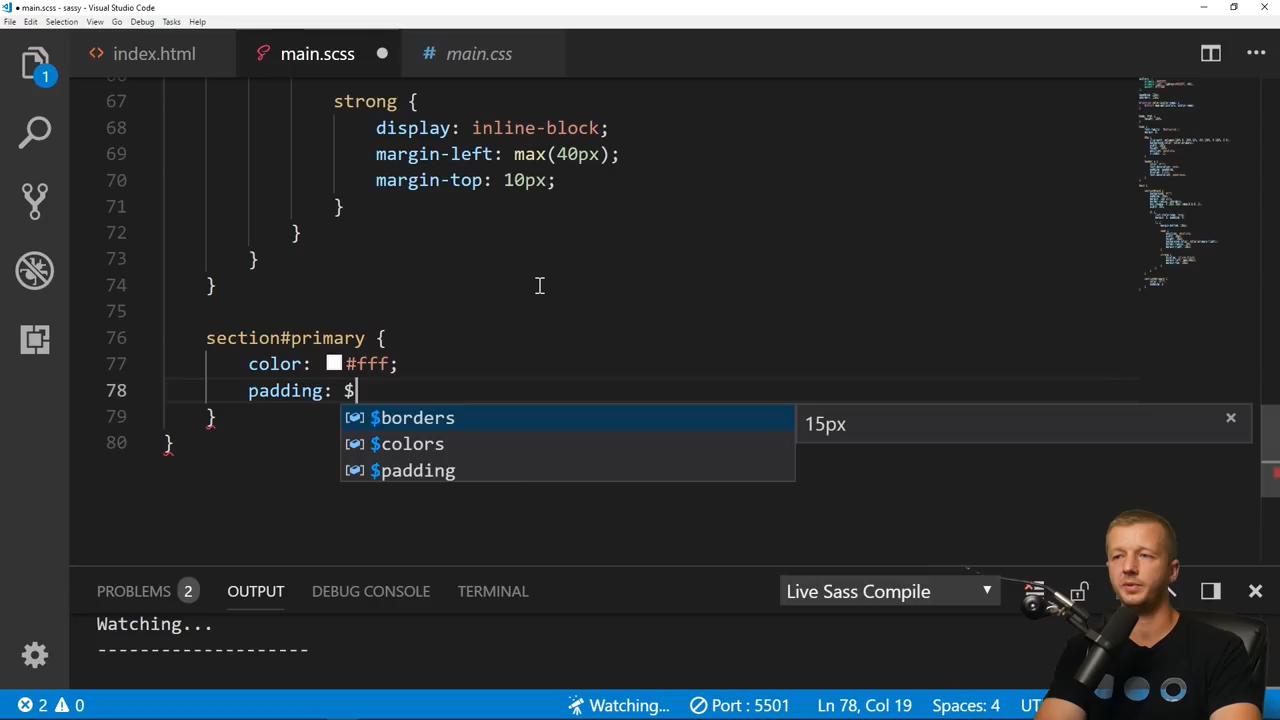 main.scss - sassy - Visual Studio Code
File Edit Selection View Go Debug Tasks Help
1
index.html
main.scss
# main.css
67 strong {
68 display: inline-block;
69 margin-left: max(40px);
70 margin-top: 10px;
71 }
72 }
73 }
74 }
75
76 section#primary {
77 color: #fff;
78 padding: $
79 }
80 }
$borders
15px
$colors
$padding
PROBLEMS 2 OUTPUT DEBUG CONSOLE TERMINAL
Live Sass Compile
Watching...
--------------------
2 0
Watching... Port : 5501 Ln 78, Col 19 Spaces: 4